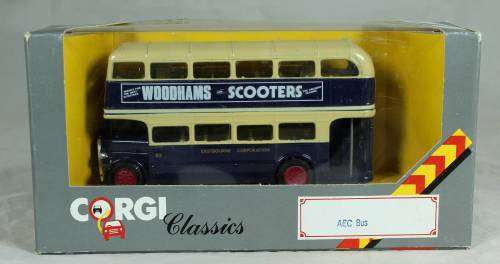 WOODHAMS
SCOOTERS
EASTBOURNE CORPORATION
CORGI
Classics
AEC Bus